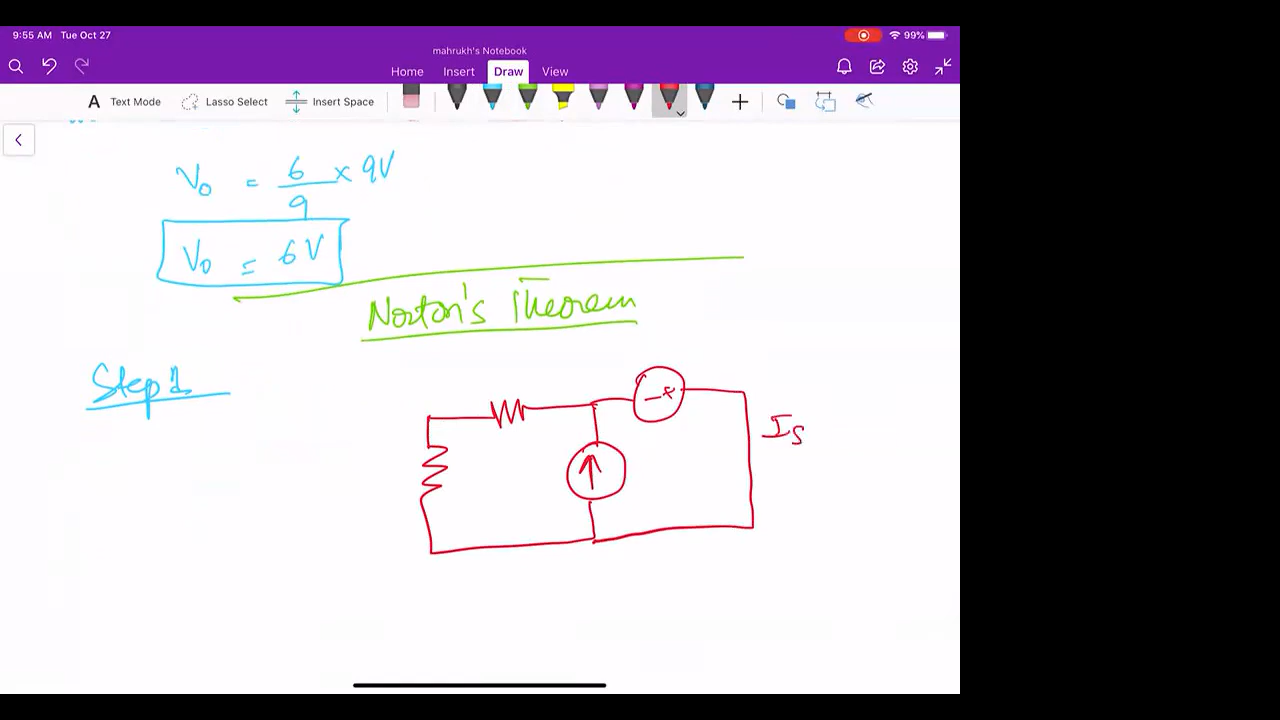 9:55 AM Tue Oct 27
99%
mahrukh's Notebook
Home Insert Draw View
Text Mode Lasso Select Insert Space
V₀ = 6/9 × 9V
V₀ = 6V
Norton's Theorem
Step 1
- +
Is